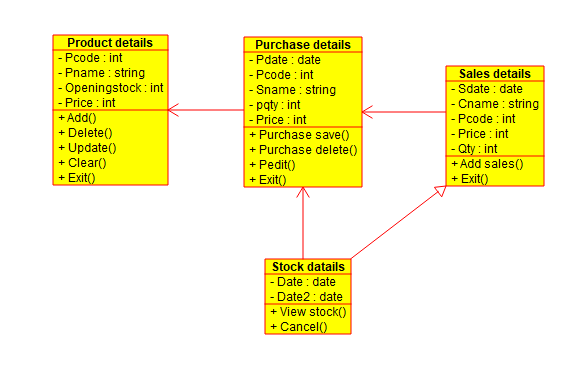 Product details
- Pcode : int
- Pname : string
- Openingstock : int
- Price : int
+ Add()
+ Delete()
+ Update()
+ Clear()
+ Exit()
Purchase details
- Pdate : date
- Pcode : int
- Sname : string
- pqty : int
- Price : int
+ Purchase save()
+ Purchase delete()
+ Pedit()
+ Exit()
Sales details
- Sdate : date
- Cname : string
- Pcode : int
- Price : int
- Qty : int
+ Add sales()
+ Exit()
Stock datails
- Date : date
- Date2 : date
+ View stock()
+ Cancel()